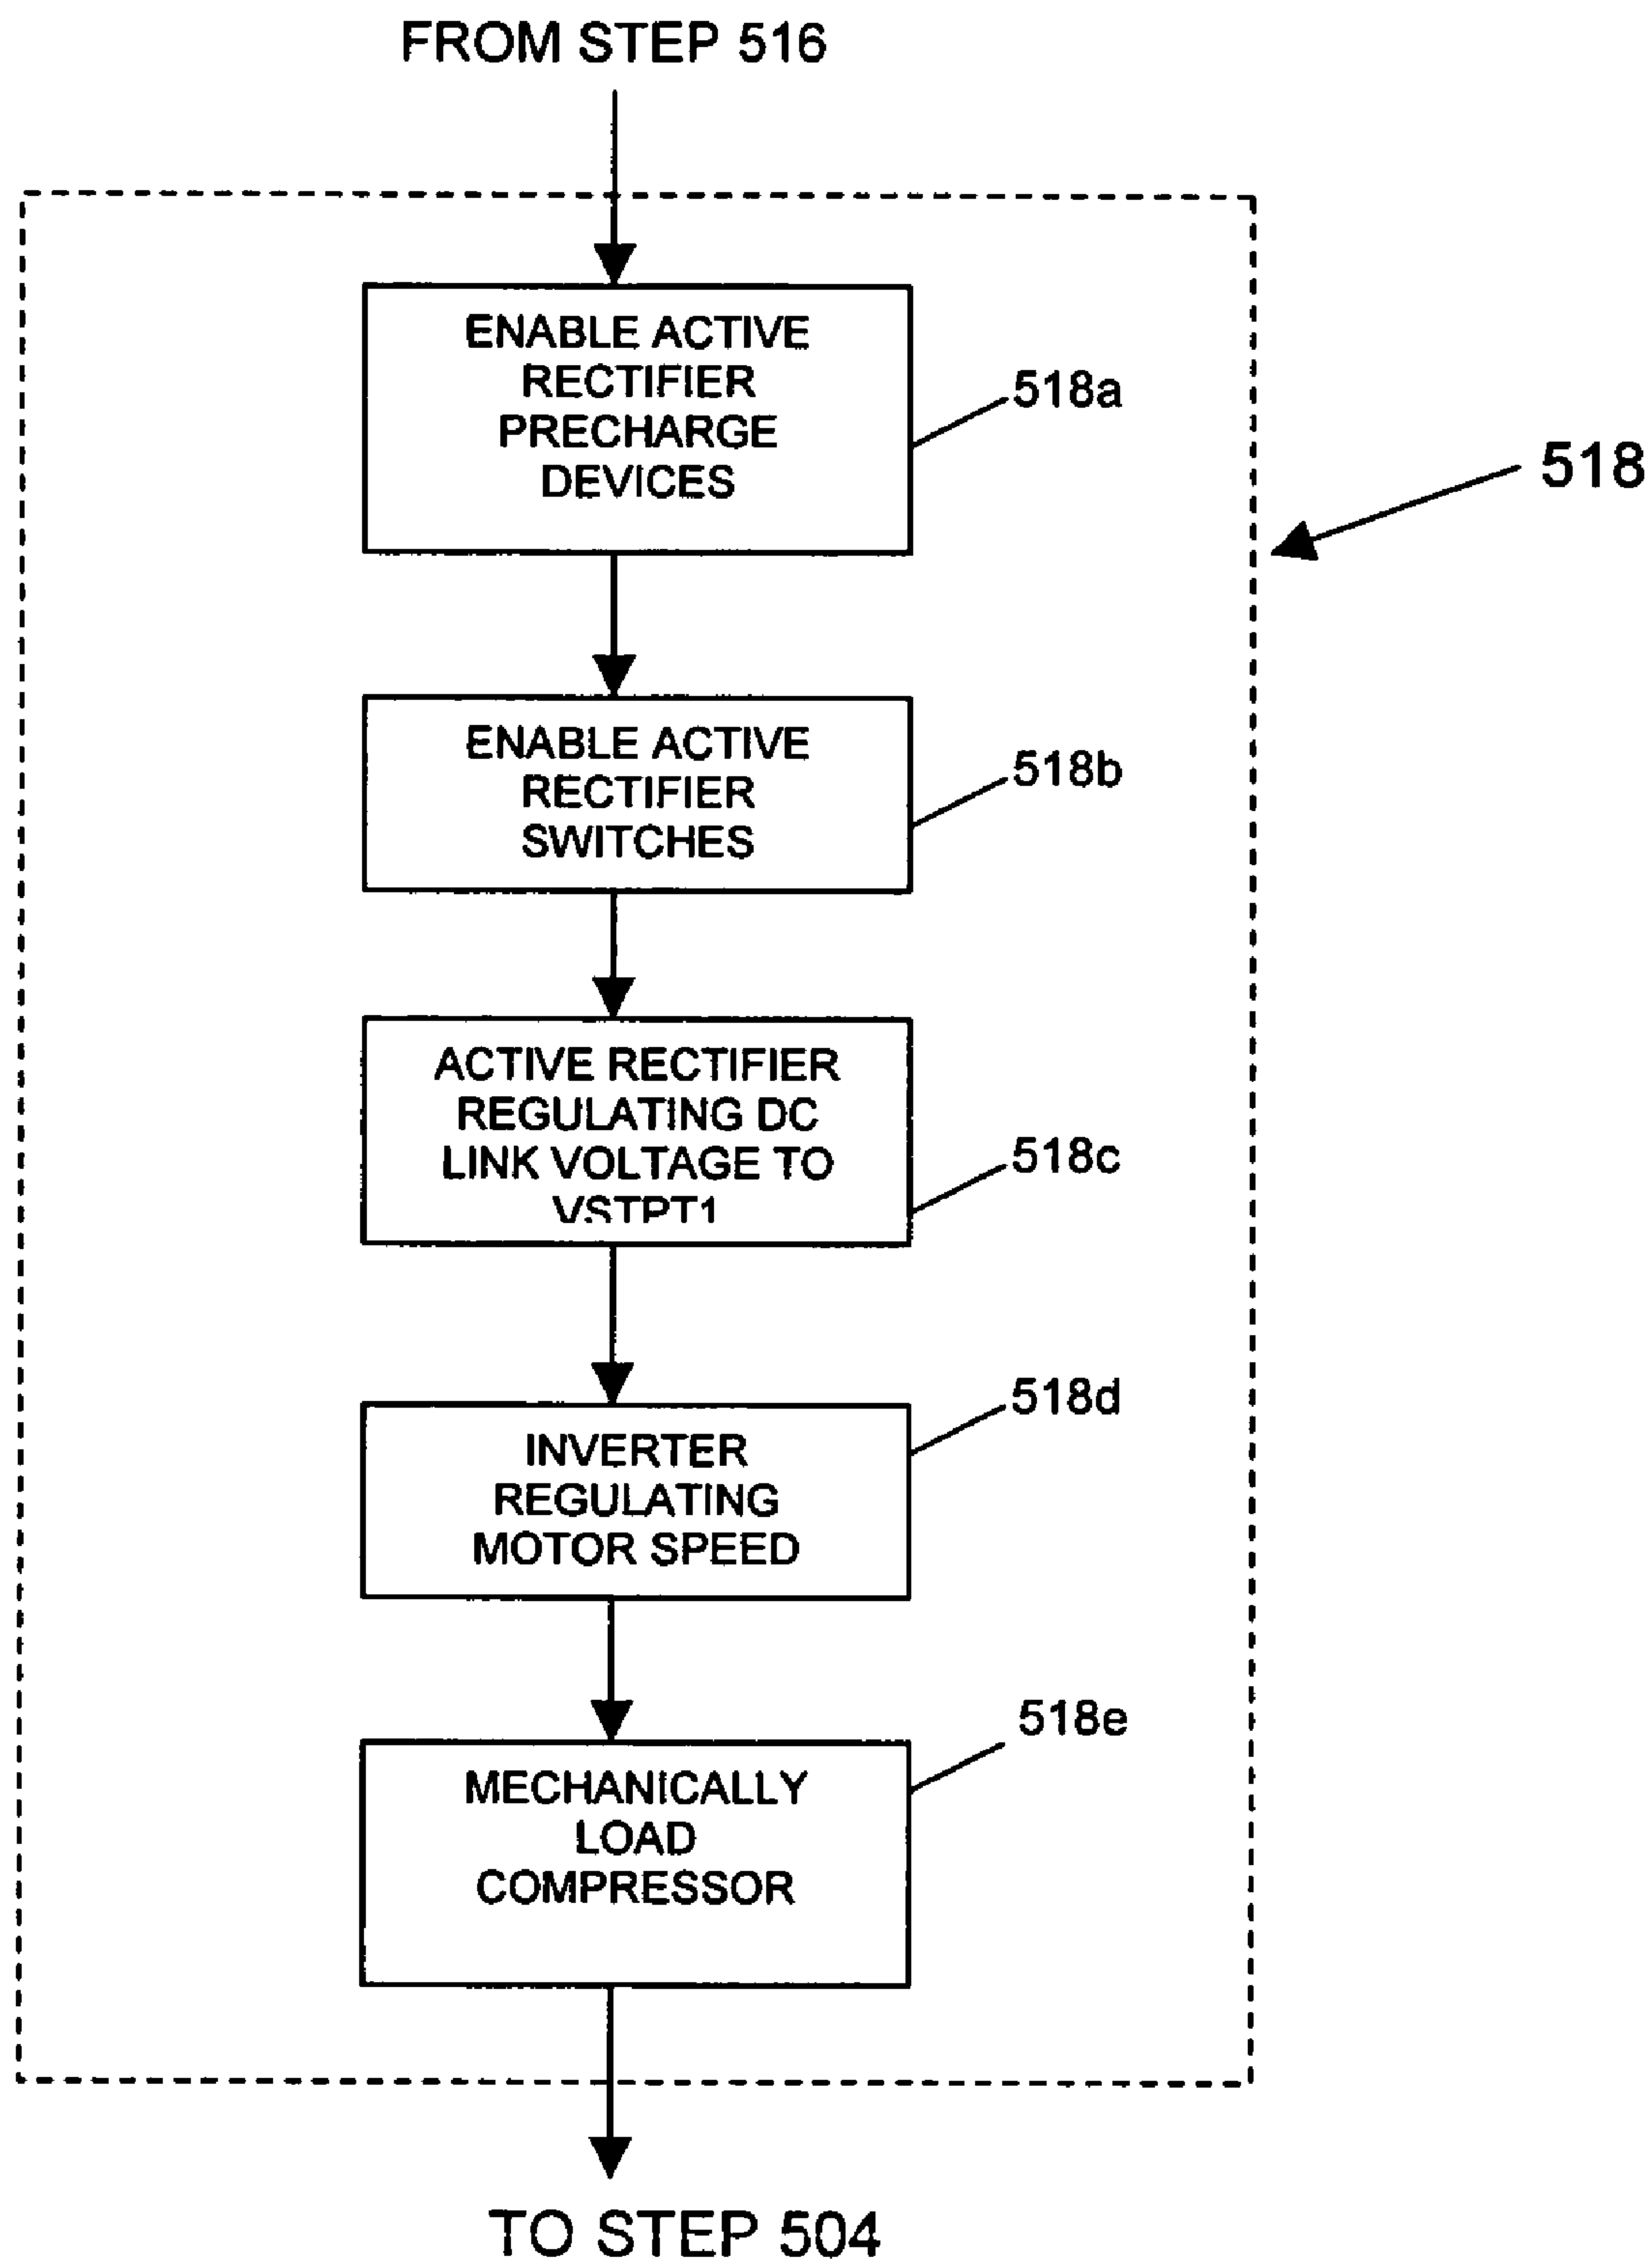 FROM STEP 516
ENABLE ACTIVE
RECTIFIER
PRECHARGE
DEVICES
518a
518
ENABLE ACTIVE
RECTIFIER
SWITCHES
518b
ACTIVE RECTIFIER
REGULATING DC
LINK VOLTAGE TO
VSTPT1
518c
INVERTER
REGULATING
MOTOR SPEED
518d
MECHANICALLY
LOAD
COMPRESSOR
518e
TO STEP 504